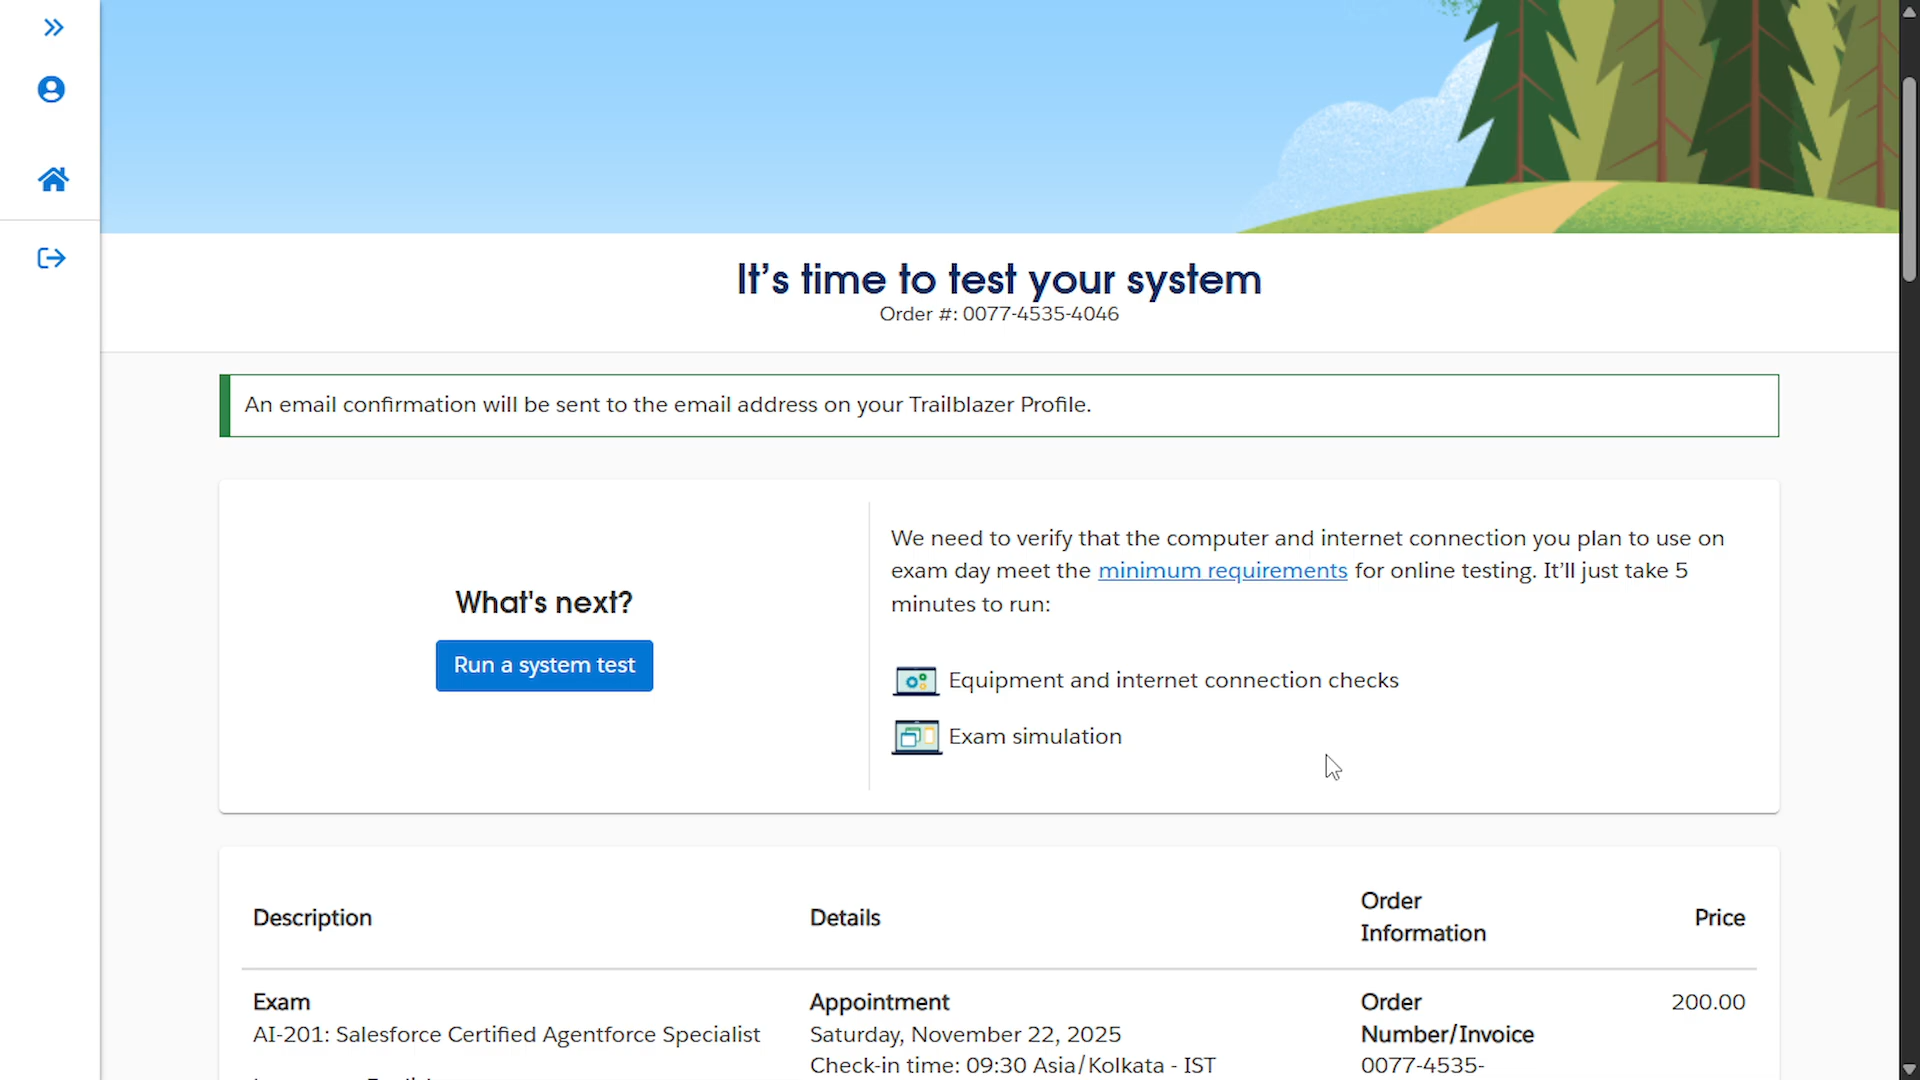 It's time to test your system
Order #: 0077-4535-4046
An email confirmation will be sent to the email address on your Trailblazer Profile.
What's next?
Run a system test
We need to verify that the computer and internet connection you plan to use on
exam day meet the minimum requirements for online testing. It'll just take 5
minutes to run:
Equipment and internet connection checks
Exam simulation
Description
Details
Order
Information
Price
Exam
AI-201: Salesforce Certified Agentforce Specialist
Appointment
Saturday, November 22, 2025
Check-in time: 09:30 Asia/Kolkata - IST
Order
Number/Invoice
0077-4535-
200.00